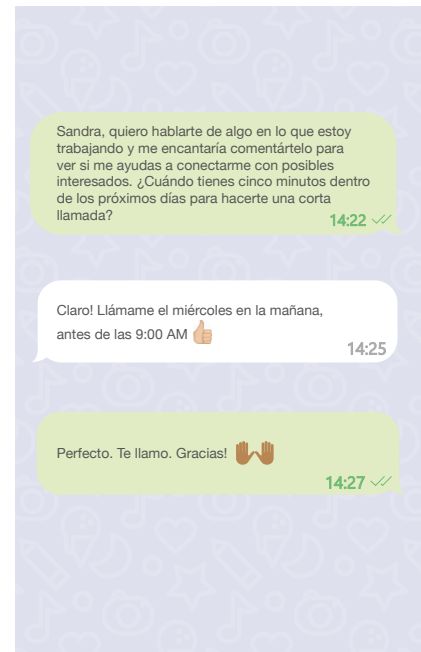 Sandra, quiero hablarte de algo en lo que estoy
trabajando y me encantaría comentártelo para
ver si me ayudas a conectarme con posibles
interesados. ¿Cuándo tienes cinco minutos dentro
de los próximos días para hacerte una corta
llamada?
14:22
Claro! Llámame el miércoles en la mañana,
antes de las 9:00 AM 👍🏼
14:25
Perfecto. Te llamo. Gracias! 🙌🏾
14:27